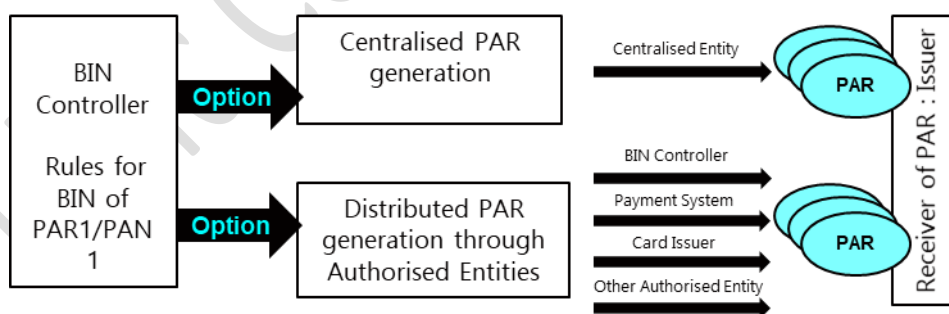 BIN
Controller
Rules for
BIN of
PAR1/PAN
1
Option
Option
Centralised PAR
generation
Distributed PAR
generation through
Authorised Entities
Centralised Entity
BIN Controller
Payment System
Card Issuer
Other Authorised Entity
PAR
PAR
Receiver of PAR : Issuer